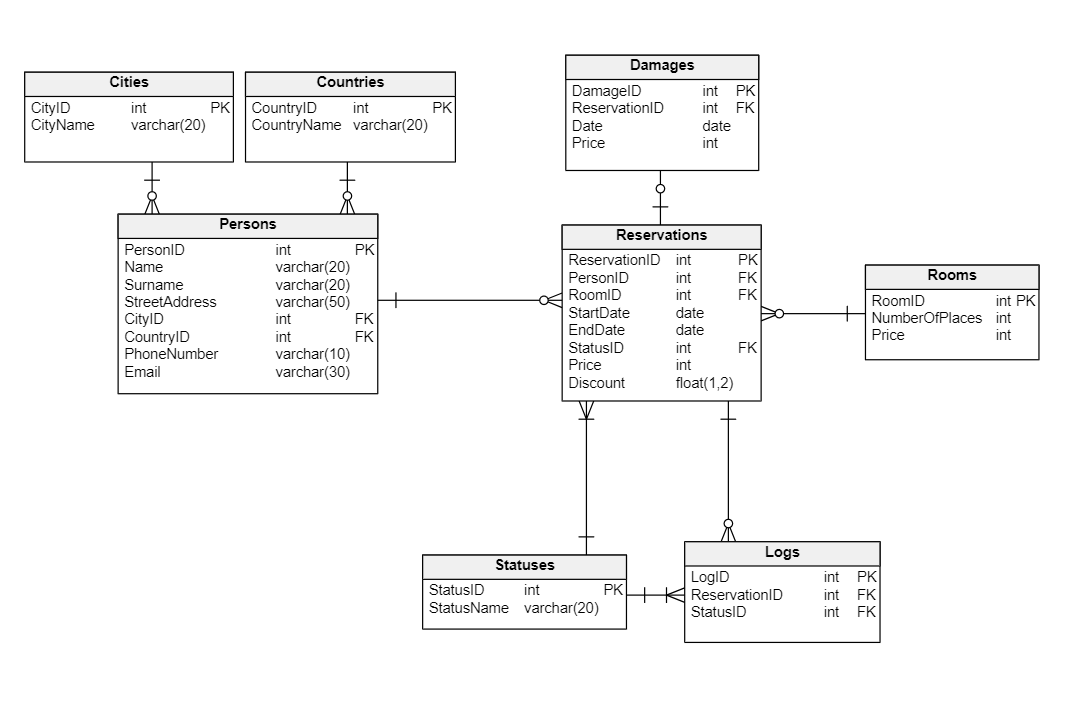 Cities
CityID int PK
CityName varchar(20)
Countries
CountryID int PK
CountryName varchar(20)
Damages
DamageID int PK
ReservationID int FK
Date date
Price int
Persons
PersonID int PK
Name varchar(20)
Surname varchar(20)
StreetAddress varchar(50)
CityID int FK
CountryID int FK
PhoneNumber varchar(10)
Email varchar(30)
Reservations
ReservationID int PK
PersonID int FK
RoomID int FK
StartDate date
EndDate date
StatusID int FK
Price int
Discount float(1,2)
Rooms
RoomID int PK
NumberOfPlaces int
Price int
Statuses
StatusID int PK
StatusName varchar(20)
Logs
LogID int PK
ReservationID int FK
StatusID int FK